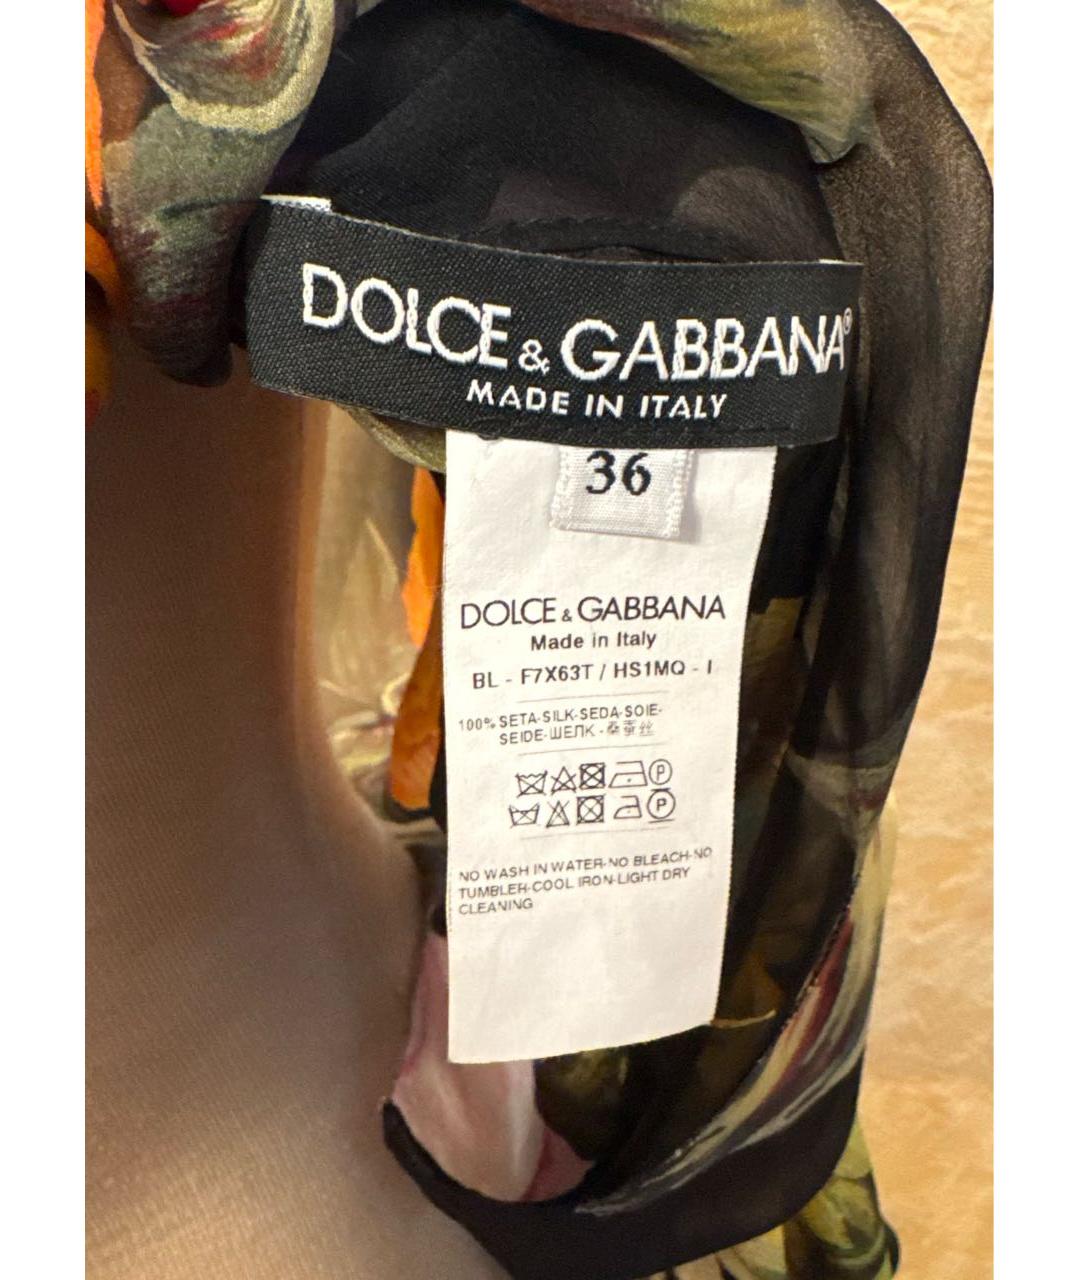 DOLCE & GABBANA®
MADE IN ITALY
36
DOLCE & GABBANA
Made in Italy
BL - F7X63T / HS1MQ - I
100% SETA-SILK-SEDA-SOIE-
SEIDE-ШЕЛК-桑蚕丝
P
P
NO WASH IN WATER-NO BLEACH-NO
TUMBLER-COOL IRON-LIGHT DRY
CLEANING